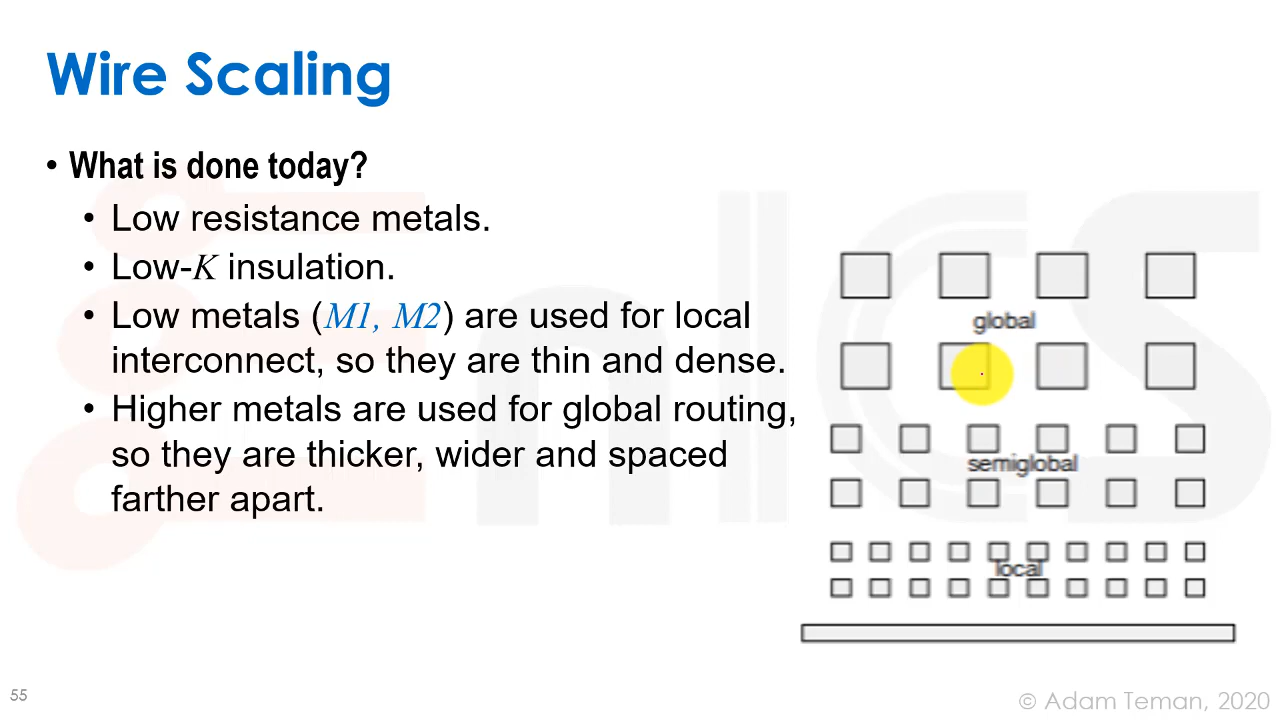 Wire Scaling
• What is done today?
• Low resistance metals.
• Low-K insulation.
• Low metals (M1, M2) are used for local
interconnect, so they are thin and dense.
• Higher metals are used for global routing,
so they are thicker, wider and spaced
farther apart.
global
semiglobal
local
EnICS
55
© Adam Teman, 2020